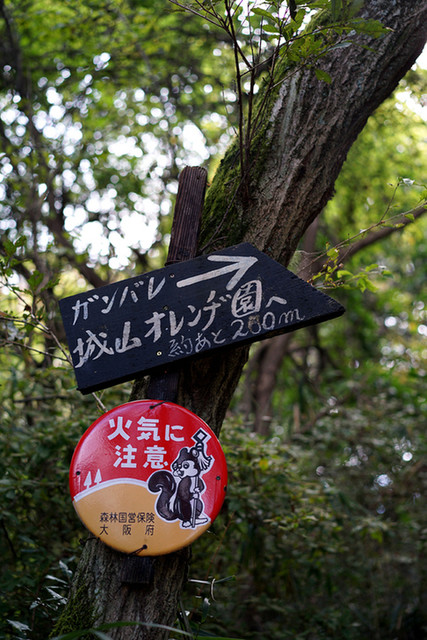 ガンバレ →
城山オレンヂ園へ
約あと200m
火気に
注意
森林国営保険
大阪府